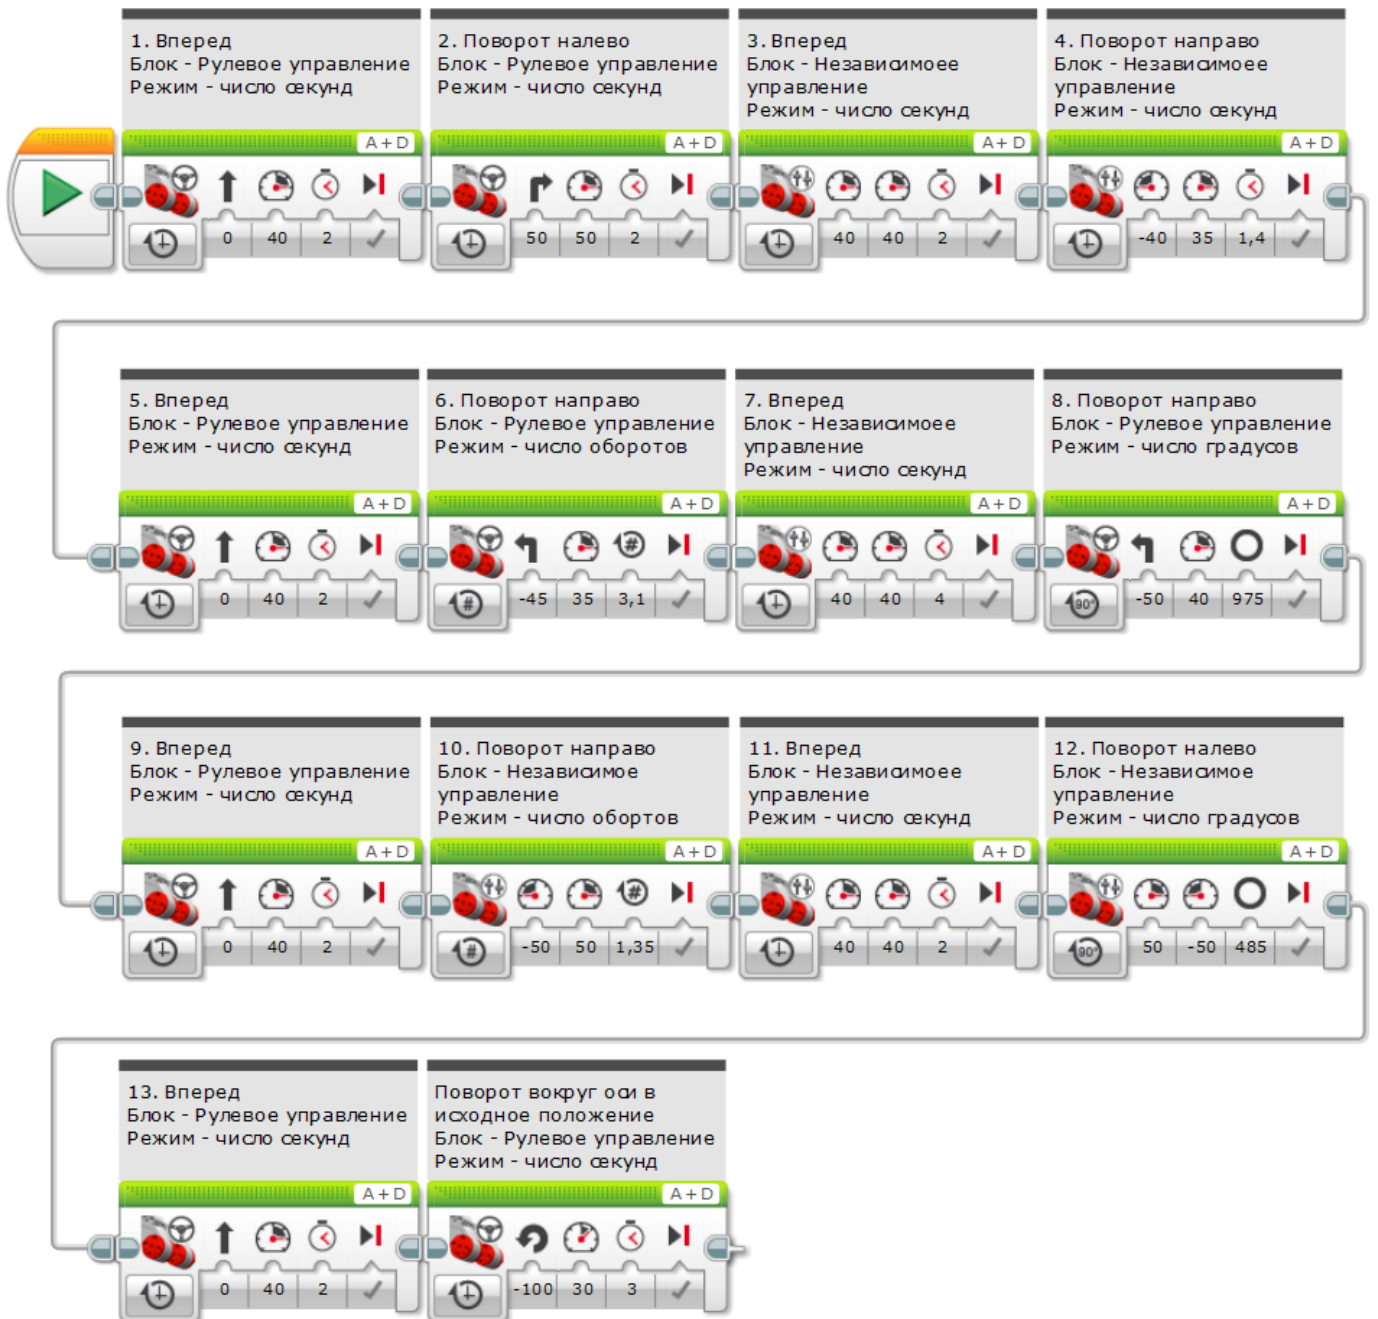 1. Вперед
Блок - Рулевое управление
Режим - число секунд
A + D
0 40 2
2. Поворот налево
Блок - Рулевое управление
Режим - число секунд
A + D
50 50 2
3. Вперед
Блок - Независимоее
управление
Режим - число секунд
A + D
40 40 2
4. Поворот направо
Блок - Независимоее
управление
Режим - число секунд
A + D
-40 35 1,4
5. Вперед
Блок - Рулевое управление
Режим - число секунд
A + D
0 40 2
6. Поворот направо
Блок - Рулевое управление
Режим - число оборотов
A + D
#
# -45 35 3,1
7. Вперед
Блок - Независимоее
управление
Режим - число секунд
A + D
40 40 4
8. Поворот направо
Блок - Рулевое управление
Режим - число градусов
A + D
90° -50 40 975
9. Вперед
Блок - Рулевое управление
Режим - число секунд
A + D
0 40 2
10. Поворот направо
Блок - Независимое
управление
Режим - число обортов
A + D
#
# -50 50 1,35
11. Вперед
Блок - Независимоее
управление
Режим - число секунд
A + D
40 40 2
12. Поворот налево
Блок - Независимое
управление
Режим - число градусов
A + D
90° 50 -50 485
13. Вперед
Блок - Рулевое управление
Режим - число секунд
A + D
0 40 2
Поворот вокруг оси в
исходное положение
Блок - Рулевое управление
Режим - число секунд
A + D
-100 30 3